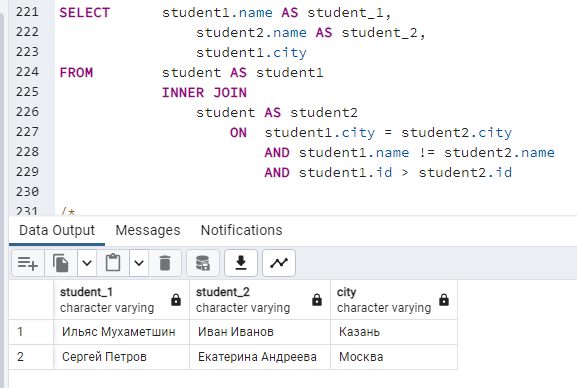 221 SELECT student1.name AS student_1,
222 student2.name AS student_2,
223 student1.city
224 FROM student AS student1
225 INNER JOIN
226 student AS student2
227 ON student1.city = student2.city
228 AND student1.name != student2.name
229 AND student1.id > student2.id
230
231 /*
Data Output Messages Notifications
student_1 student_2 city
character varying character varying character varying
1 Ильяс Мухаметшин Иван Иванов Казань
2 Сергей Петров Екатерина Андреева Москва